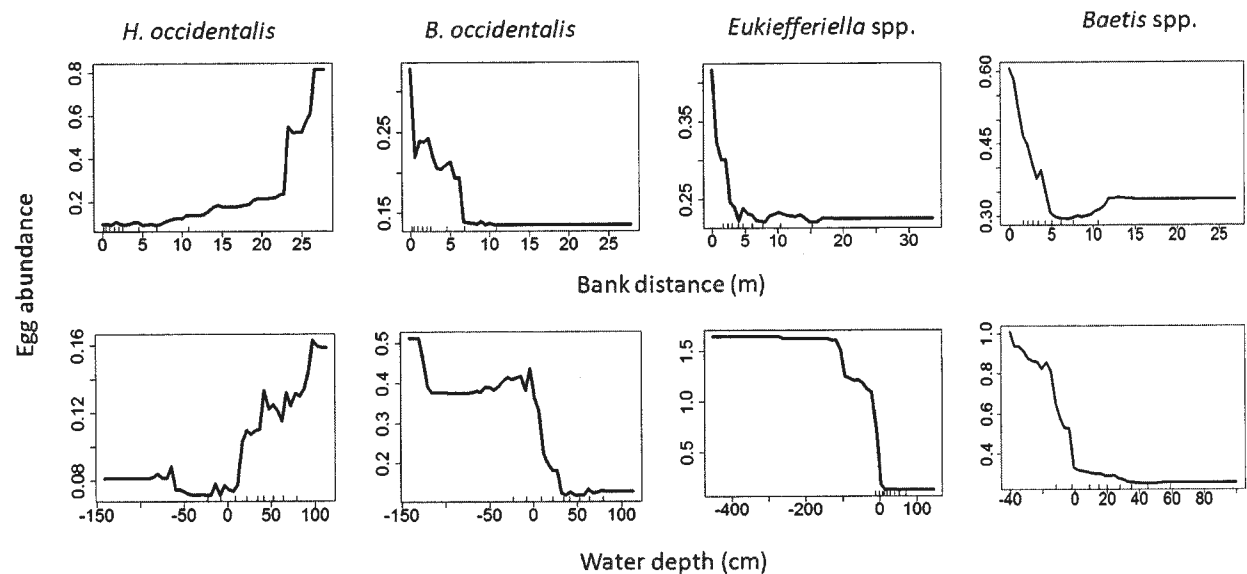 H. occidentalis
B. occidentalis
Eukiefferiella spp.
Baetis spp.
Egg abundance
0.8
0.6
0.4
0.2
0 5 10 15 20 25
0.25
0.15
0 5 10 15 20 25
0.35
0.25
0 5 10 20 30
0.60
0.45
0.30
0 5 10 15 20 25
Bank distance (m)
0.16
0.12
0.08
-150 -50 0 50 100
0.5
0.4
0.3
0.2
-150 -50 0 50 100
1.5
1.0
0.5
-400 -200 0 100
1.0
0.8
0.6
0.4
-40 0 20 40 60 80
Water depth (cm)